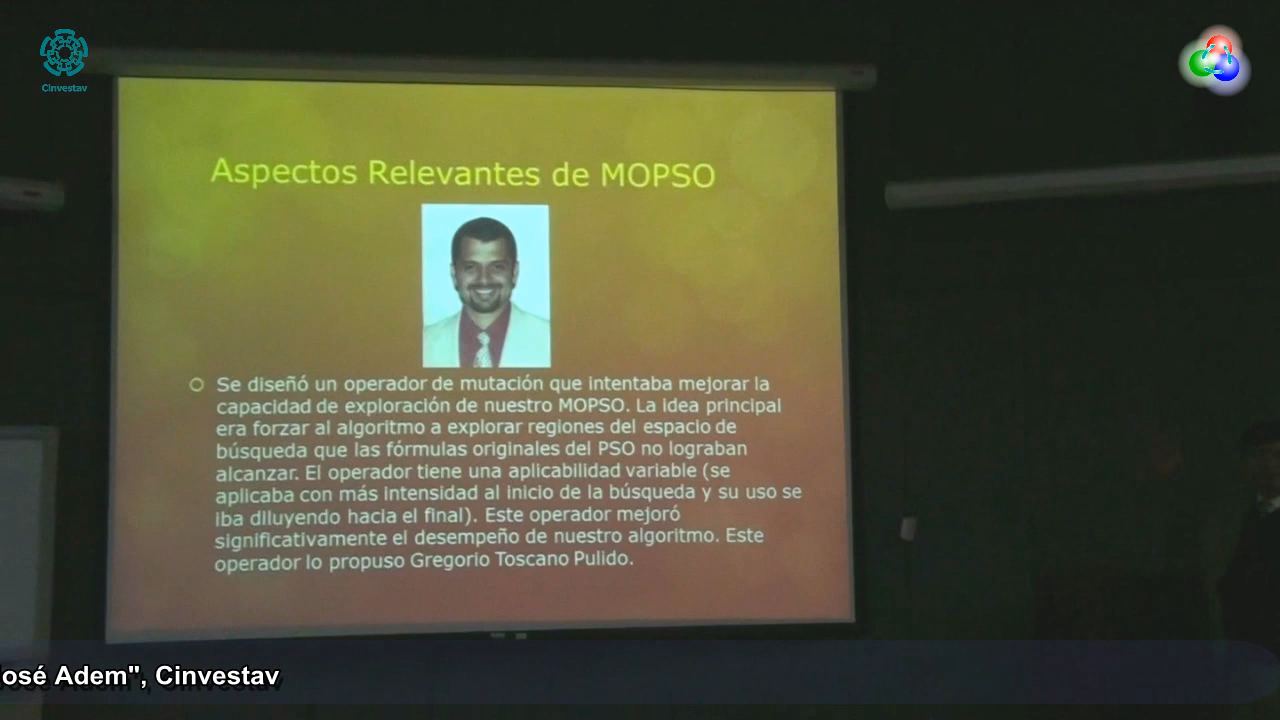 Cinvestav
Aspectos Relevantes de MOPSO
Se diseñó un operador de mutación que intentaba mejorar la
capacidad de exploración de nuestro MOPSO. La idea principal
era forzar al algoritmo a explorar regiones del espacio de
búsqueda que las fórmulas originales del PSO no lograban
alcanzar. El operador tiene una aplicabilidad variable (se
aplicaba con más intensidad al inicio de la búsqueda y su uso se
iba diluyendo hacia el final). Este operador mejoró
significativamente el desempeño de nuestro algoritmo. Este
operador lo propuso Gregorio Toscano Pulido.
José Adem", Cinvestav